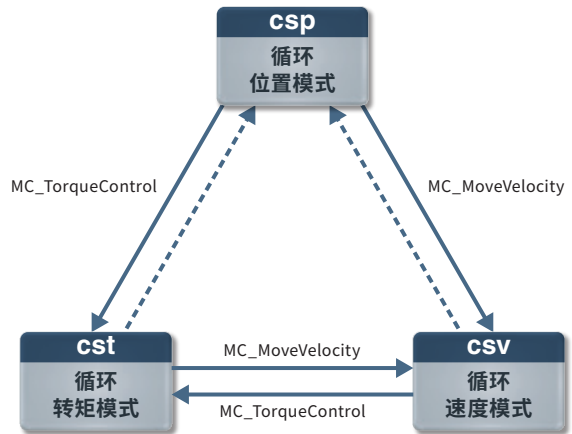 csp
循环
位置模式
MC_TorqueControl
MC_MoveVelocity
cst
循环
转矩模式
MC_MoveVelocity
MC_TorqueControl
csv
循环
速度模式